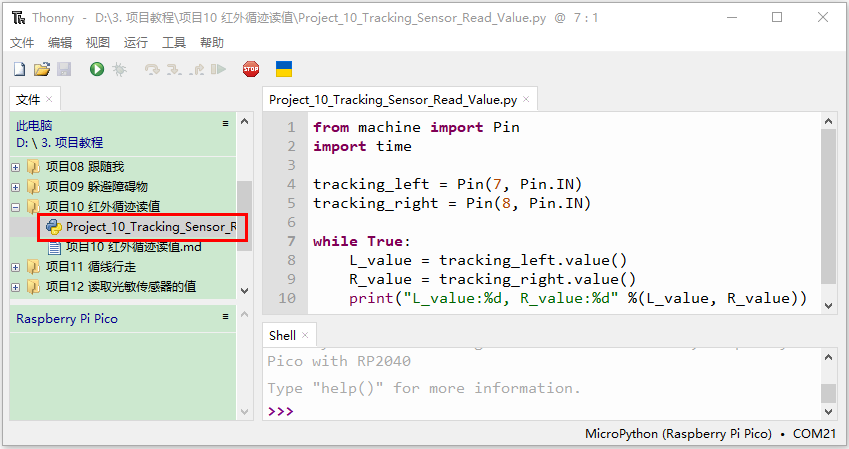 Thonny - D:\3. 项目教程\项目10 红外循迹读值\Project_10_Tracking_Sensor_Read_Value.py @ 7 : 1
文件 编辑 视图 运行 工具 帮助
STOP
文件 ×
此电脑
D: \ 3. 项目教程
项目08 跟随我
项目09 躲避障碍物
项目10 红外循迹读值
Project_10_Tracking_Sensor_R
项目10 红外循迹读值.md
项目11 循线行走
项目12 读取光敏传感器的值
Raspberry Pi Pico
Project_10_Tracking_Sensor_Read_Value.py ×
1 from machine import Pin
2 import time
3
4 tracking_left = Pin(7, Pin.IN)
5 tracking_right = Pin(8, Pin.IN)
6
7 while True:
8 L_value = tracking_left.value()
9 R_value = tracking_right.value()
10 print("L_value:%d, R_value:%d" %(L_value, R_value))
Shell ×
Pico with RP2040
Type "help()" for more information.
>>>
MicroPython (Raspberry Pi Pico) • COM21